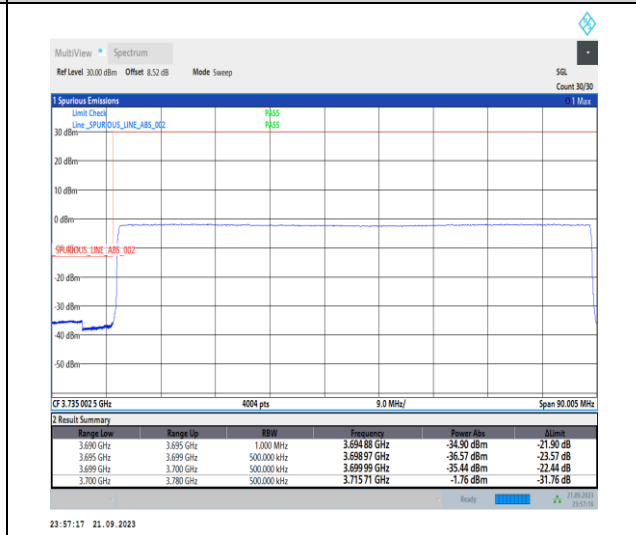 MultiView Spectrum
Ref Level 30.00 dBm Offset 8.52 dB Mode Sweep SGL
Count 30/30
1 Spurious Emissions 1 Max
Limit Check PASS
Line _SPURIOUS_LINE_ABS_002 PASS
30 dBm
20 dBm
10 dBm
0 dBm
_SPURIOUS_LINE_ABS_002
-20 dBm
-30 dBm
-40 dBm
-50 dBm
CF 3.735 002 5 GHz 4004 pts 9.0 MHz/ Span 90.005 MHz
2 Result Summary
Range Low Range Up RBW Frequency Power Abs ΔLimit
3.690 GHz 3.695 GHz 1.000 MHz 3.694 88 GHz -34.90 dBm -21.90 dB
3.695 GHz 3.699 GHz 500.000 kHz 3.698 97 GHz -36.57 dBm -23.57 dB
3.699 GHz 3.700 GHz 500.000 kHz 3.699 99 GHz -35.44 dBm -22.44 dB
3.700 GHz 3.780 GHz 500.000 kHz 3.715 71 GHz -1.76 dBm -31.76 dB
Ready 21.09.2023
23:57:16
23:57:17 21.09.2023